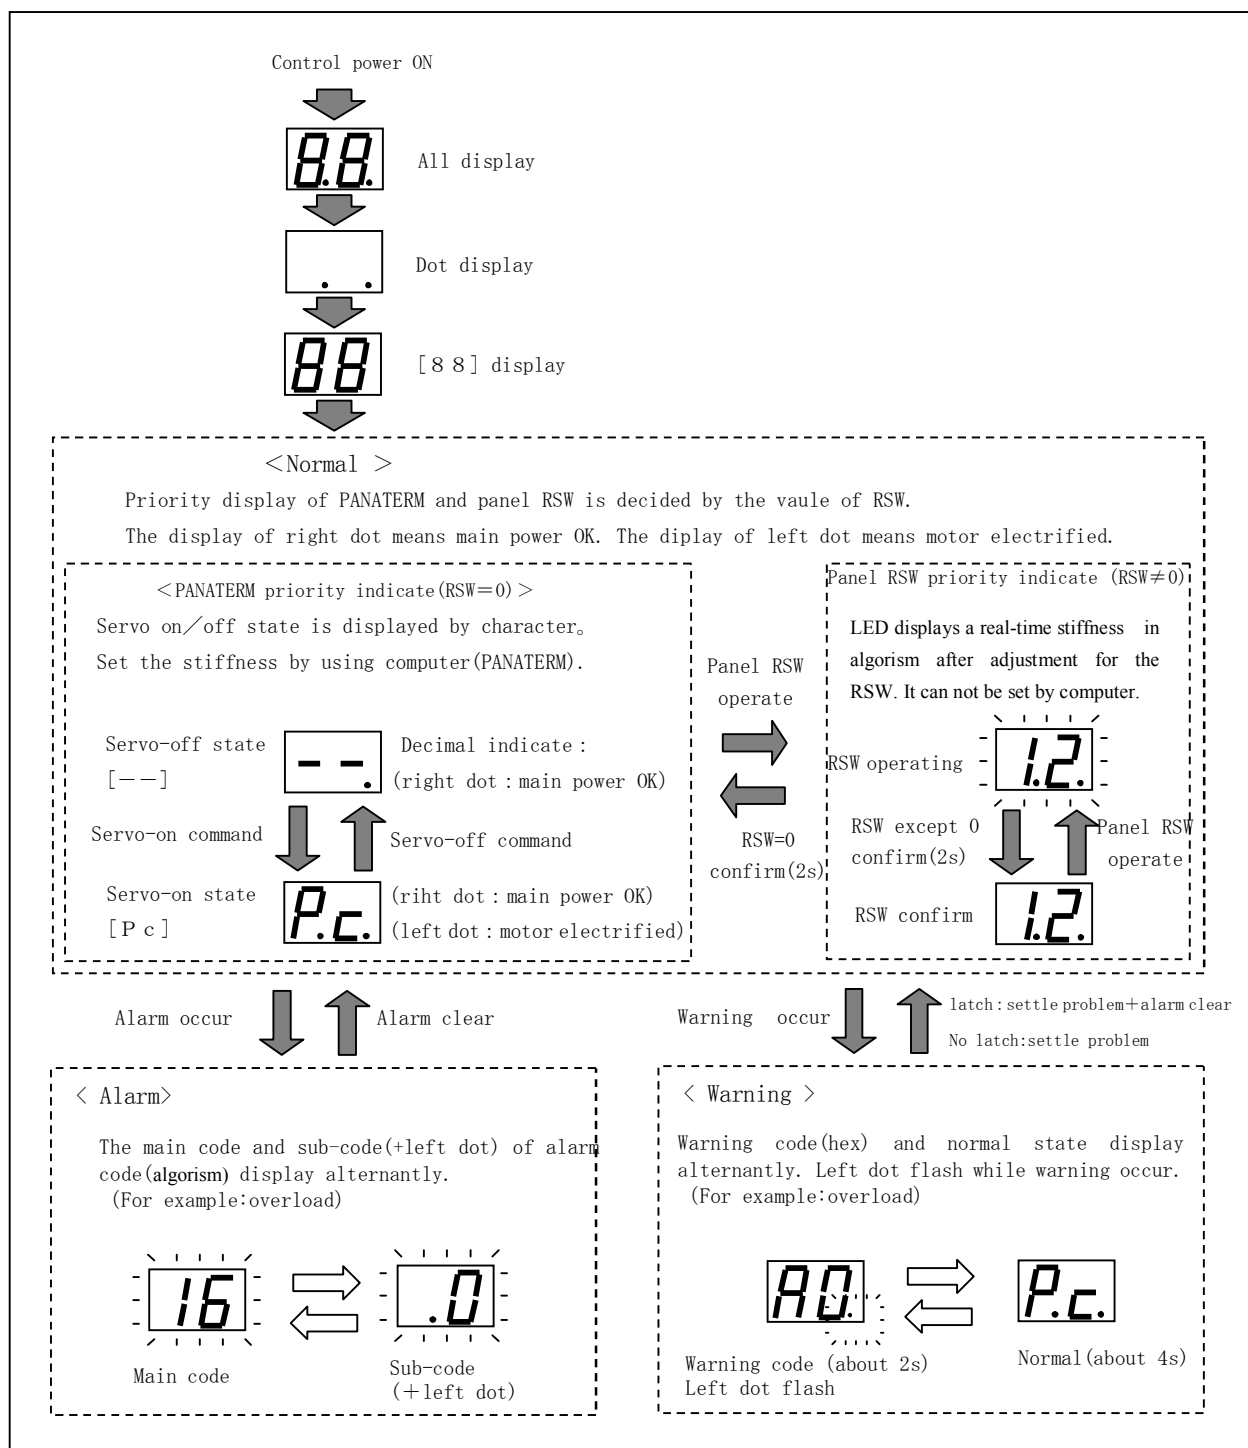 Control power ON
8.8.
All display
. .
Dot display
88
[８８] display
＜Normal ＞
Priority display of PANATERM and panel RSW is decided by the vaule of RSW.
The display of right dot means main power OK. The diplay of left dot means motor electrified.
＜PANATERM priority indicate(RSW＝0)＞
Servo on／off state is displayed by character。
Set the stiffness by using computer(PANATERM).
Servo-off state
[－－]
– –.
Decimal indicate：
(right dot：main power OK)
Servo-on command
Servo-off command
Servo-on state
[Ｐｃ]
P.c.
(riht dot：main power OK)
(left dot：motor electrified)
Panel RSW
operate
RSW=0
confirm(2s)
Panel RSW priority indicate (RSW≠0)
LED displays a real-time stiffness in
algorism after adjustment for the
RSW. It can not be set by computer.
RSW operating
1.2.
RSW except 0
confirm(2s)
Panel RSW
operate
RSW confirm
1.2.
Alarm occur
Alarm clear
Warning occur
latch：settle problem＋alarm clear
No latch:settle problem
＜ Alarm＞
The main code and sub-code(+left dot) of alarm
code(algorism) display alternantly.
(For example:overload)
16
.0
Main code
Sub-code
(＋left dot)
＜ Warning ＞
Warning code(hex) and normal state display
alternantly. Left dot flash while warning occur.
(For example:overload)
A0.
P.c.
Warning code (about 2s)
Left dot flash
Normal(about 4s)